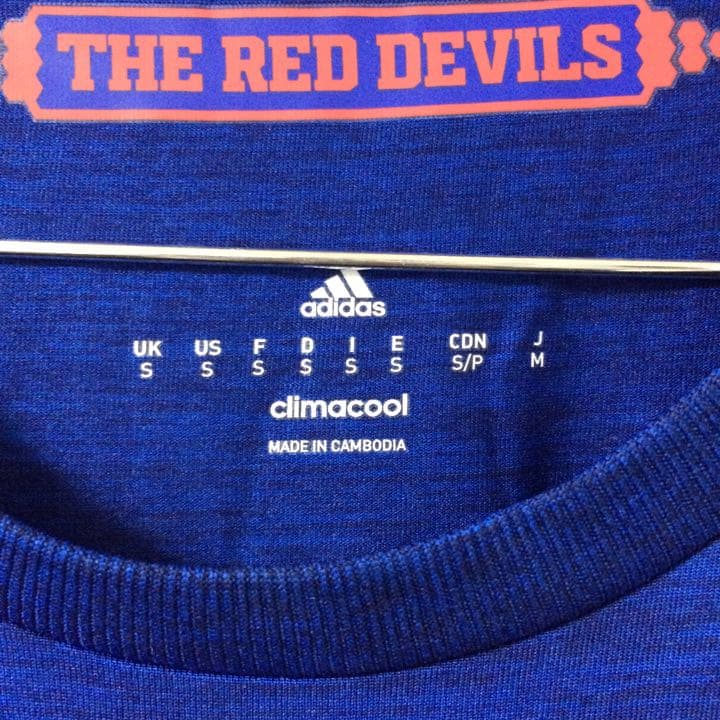 THE RED DEVILS
adidas
UK US F D I E CDN J
S S S S S S S/P M
climacool
MADE IN CAMBODIA